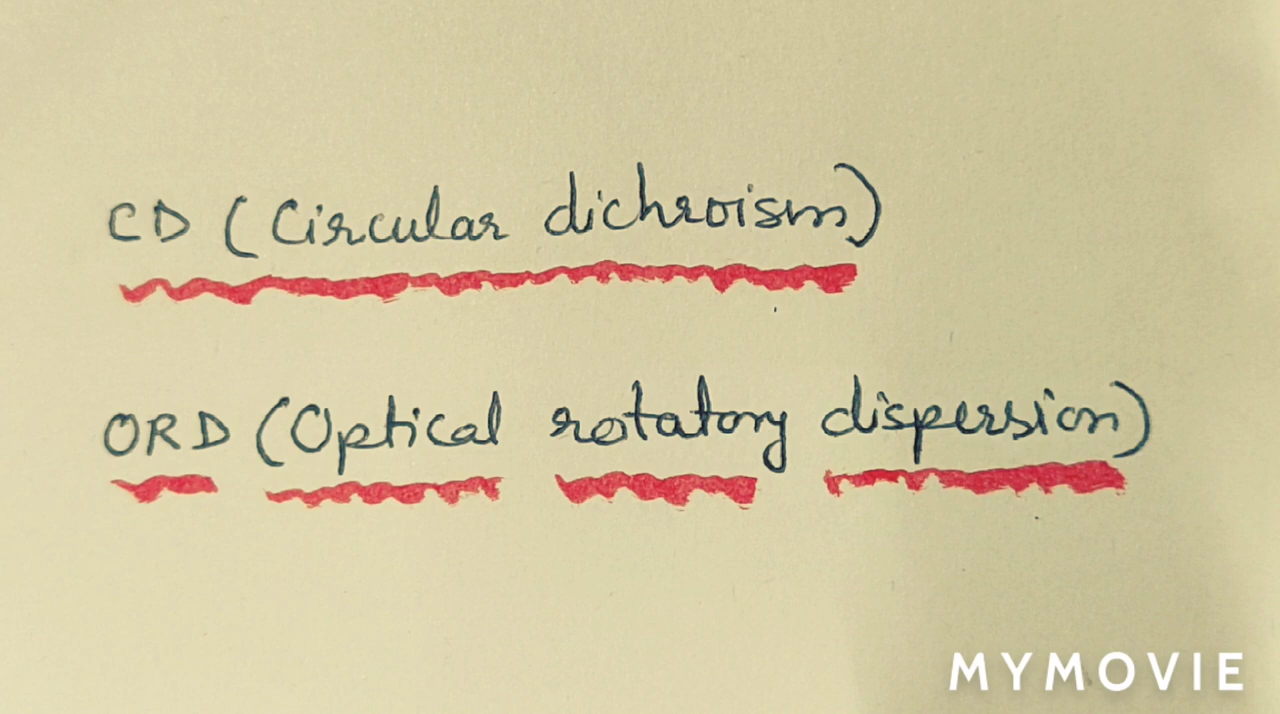 CD (Circular dichroism)
ORD (Optical rotatory dispersion)
MYMOVIE